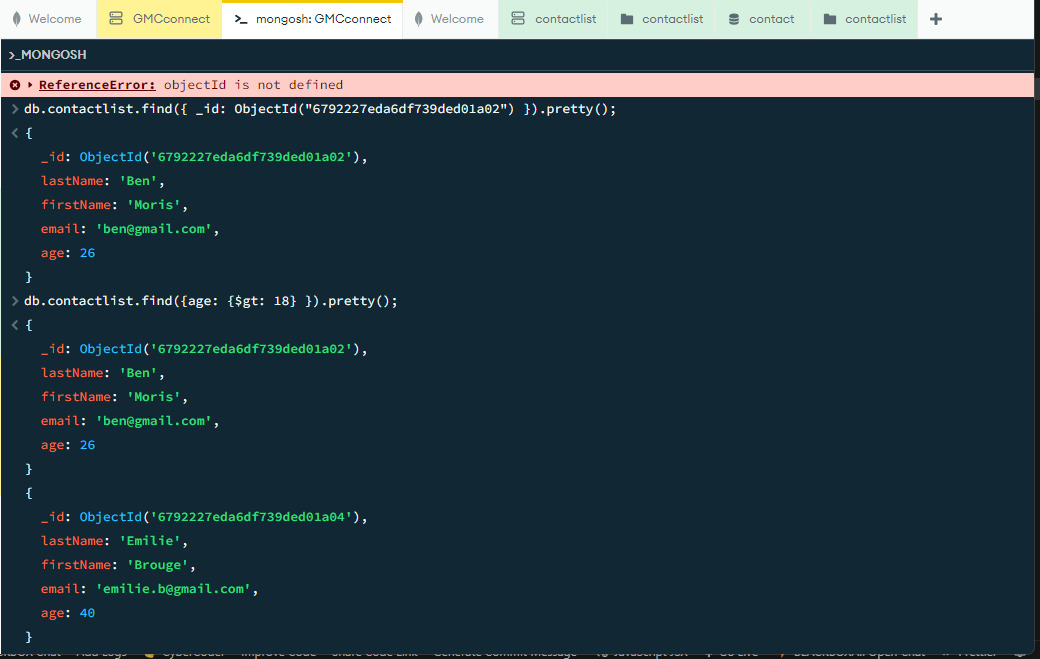 Welcome GMCconnect >_ mongosh: GMCconnect Welcome contactlist contactlist contact contactlist +
>_MONGOSH
ReferenceError: objectId is not defined
> db.contactlist.find({ _id: ObjectId("6792227eda6df739ded01a02") }).pretty();
< {
_id: ObjectId('6792227eda6df739ded01a02'),
lastName: 'Ben',
firstName: 'Moris',
email: 'ben@gmail.com',
age: 26
}
> db.contactlist.find({age: {$gt: 18} }).pretty();
< {
_id: ObjectId('6792227eda6df739ded01a02'),
lastName: 'Ben',
firstName: 'Moris',
email: 'ben@gmail.com',
age: 26
}
{
_id: ObjectId('6792227eda6df739ded01a04'),
lastName: 'Emilie',
firstName: 'Brouge',
email: 'emilie.b@gmail.com',
age: 40
}